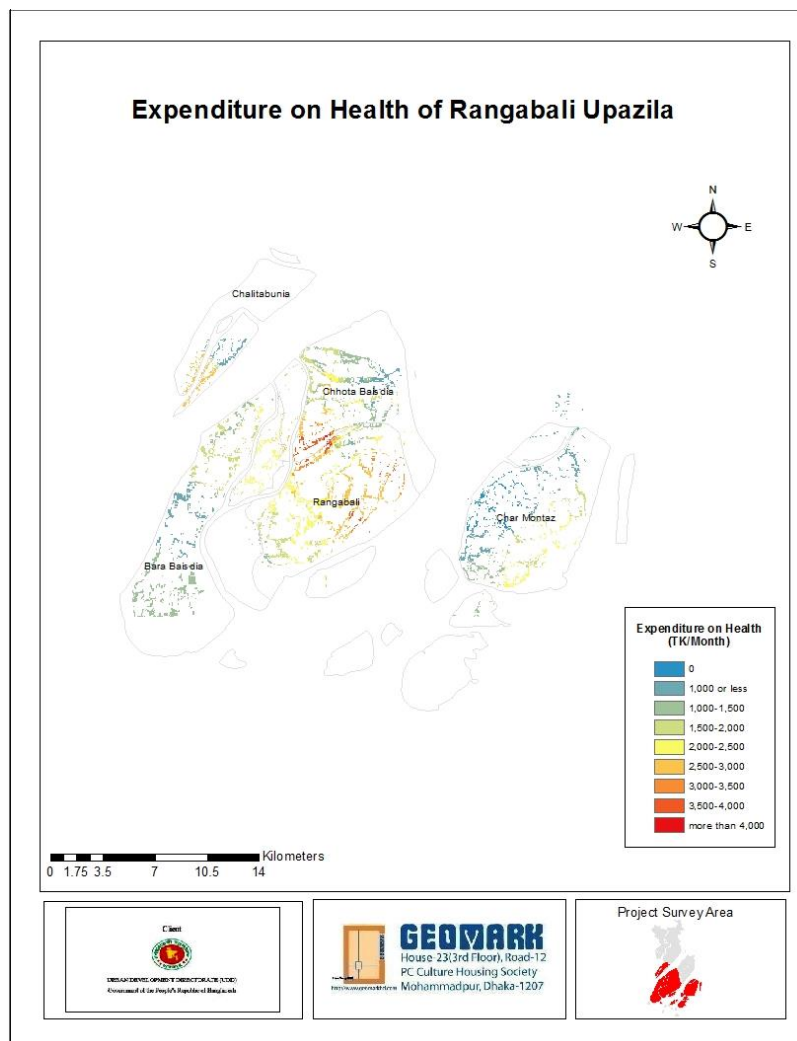 Expenditure on Health of Rangabali Upazila
N
W
E
S
Chalitabunia
Chhota Baisdia
Rangabali
Char Montaz
Bara Baisdia
Expenditure on Health
(TK/Month)
0
1,000 or less
1,000-1,500
1,500-2,000
2,000-2,500
2,500-3,000
3,000-3,500
3,500-4,000
more than 4,000
Kilometers
0 1.75 3.5 7 10.5 14
Client
URBAN DEVELOPMENT DIRECTORATE (UDD)
Government of the People's Republic of Bangladesh
GEOMARK
House-23(3rd Floor), Road-12
PC Culture Housing Society
Mohammadpur, Dhaka-1207
Project Survey Area